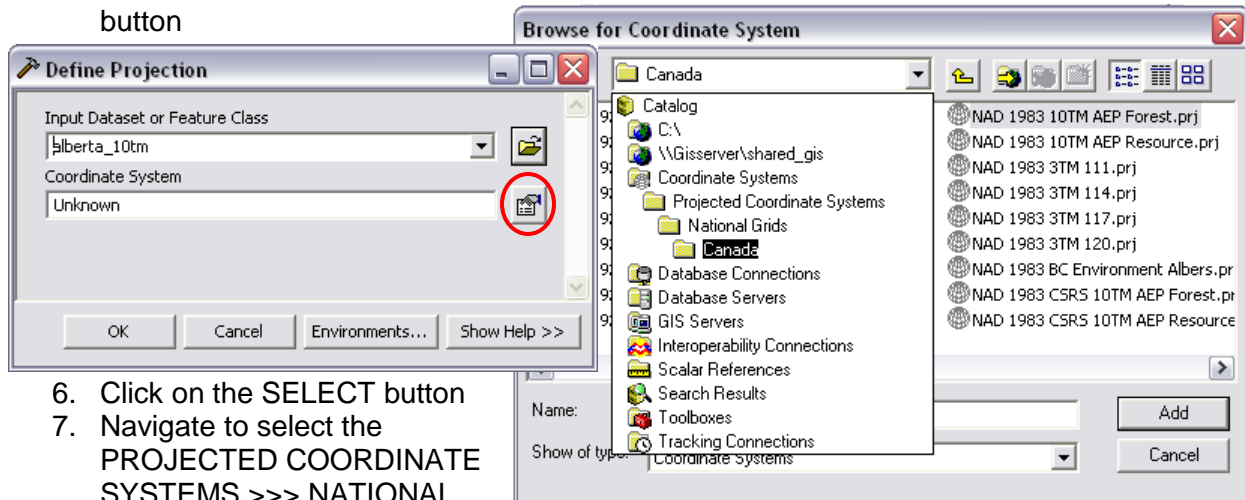 button
Define Projection
Input Dataset or Feature Class
alberta_10tm
Coordinate System
Unknown
OK
Cancel
Environments...
Show Help >>
6. Click on the SELECT button
7. Navigate to select the
PROJECTED COORDINATE
SYSTEMS >>> NATIONAL
Browse for Coordinate System
Canada
Catalog
C:\
\\Gisserver\shared_gis
Coordinate Systems
Projected Coordinate Systems
National Grids
Canada
Database Connections
Database Servers
GIS Servers
Interoperability Connections
Scalar References
Search Results
Toolboxes
Tracking Connections
NAD 1983 10TM AEP Forest.prj
NAD 1983 10TM AEP Resource.prj
NAD 1983 3TM 111.prj
NAD 1983 3TM 114.prj
NAD 1983 3TM 117.prj
NAD 1983 3TM 120.prj
NAD 1983 BC Environment Albers.pr
NAD 1983 CSRS 10TM AEP Forest.pr
NAD 1983 CSRS 10TM AEP Resource
Name:
Add
Show of type:
Coordinate Systems
Cancel